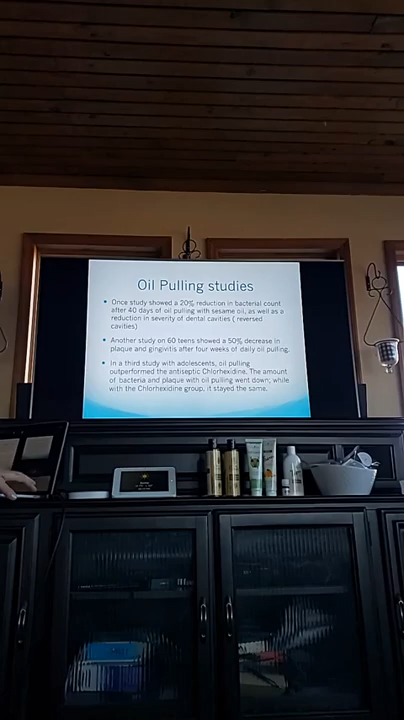 Oil Pulling studies
• Once study showed a 20% reduction in bacterial count
after 40 days of oil pulling with sesame oil, as well as a
reduction in severity of dental cavities ( reversed
cavities)
• Another study on 60 teens showed a 50% decrease in
plaque and gingivitis after four weeks of daily oil pulling.
• In a third study with adolescents, oil pulling
outperformed the antiseptic Chlorhexidine. The amount
of bacteria and plaque with oil pulling went down; while
with the Chlorhexidine group, it stayed the same.